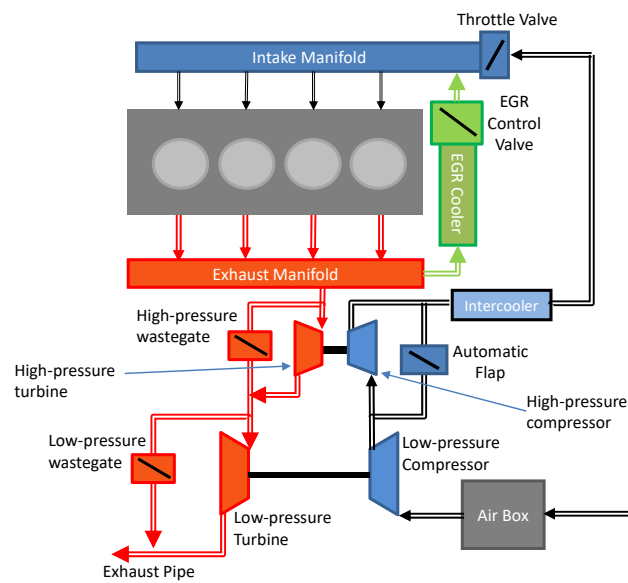 Throttle Valve
Intake Manifold
EGR
Control
Valve
EGR Cooler
Exhaust Manifold
Intercooler
High-pressure
wastegate
Automatic
Flap
High-pressure
turbine
High-pressure
compressor
Low-pressure
wastegate
Low-pressure
Compressor
Air Box
Low-pressure
Turbine
Exhaust Pipe